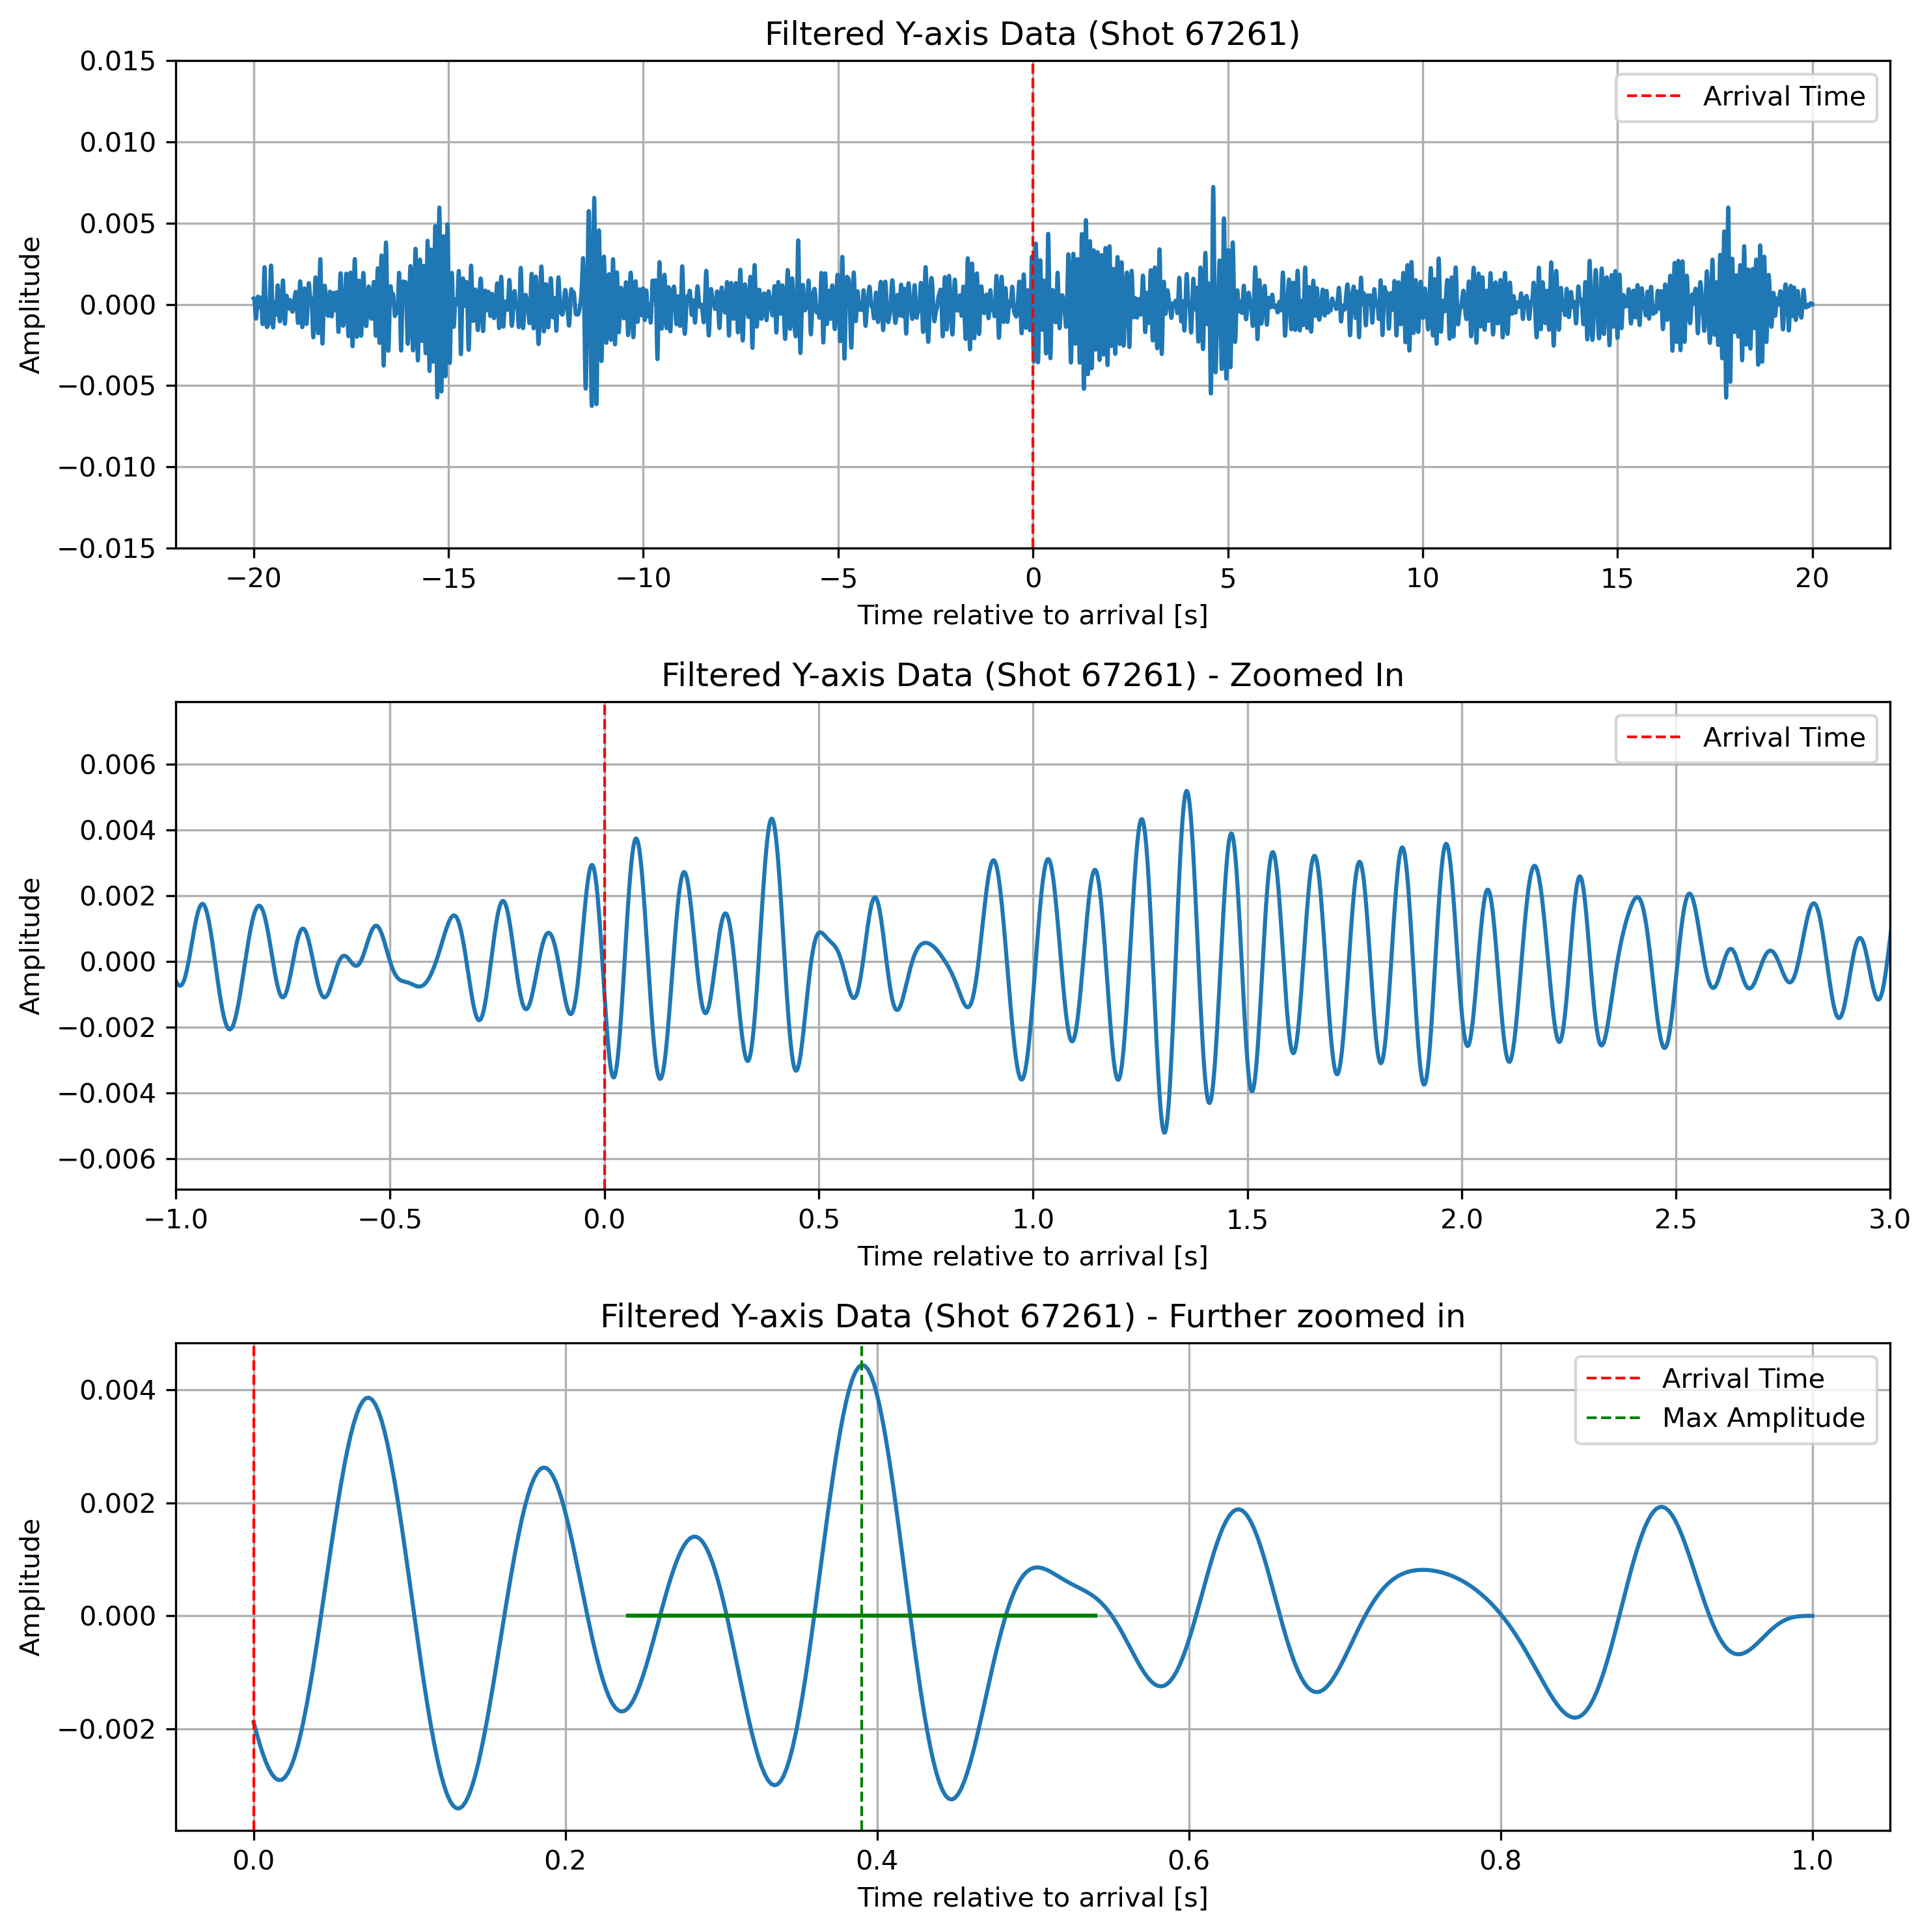 Filtered Y-axis Data (Shot 67261)
0.015
0.010
0.005
0.000
−0.005
−0.010
−0.015
Amplitude
Arrival Time
−20 −15 −10 −5 0 5 10 15 20
Time relative to arrival [s]
Filtered Y-axis Data (Shot 67261) - Zoomed In
0.006
0.004
0.002
0.000
−0.002
−0.004
−0.006
Amplitude
Arrival Time
−1.0 −0.5 0.0 0.5 1.0 1.5 2.0 2.5 3.0
Time relative to arrival [s]
Filtered Y-axis Data (Shot 67261) - Further zoomed in
0.004
0.002
0.000
−0.002
Amplitude
Arrival Time
Max Amplitude
0.0 0.2 0.4 0.6 0.8 1.0
Time relative to arrival [s]